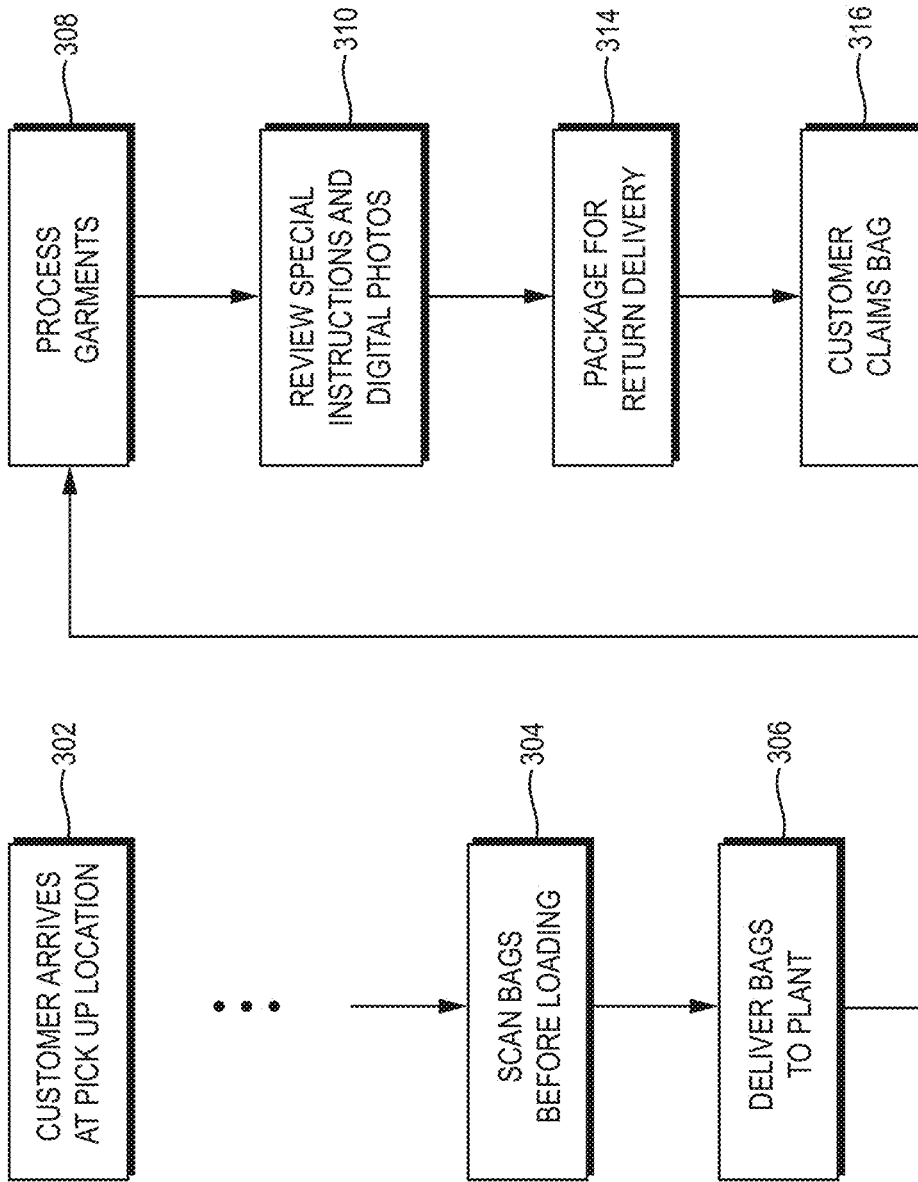 CUSTOMER ARRIVES
AT PICK UP LOCATION
302
SCAN BAGS
BEFORE LOADING
304
DELIVER BAGS
TO PLANT
306
PROCESS
GARMENTS
308
REVIEW SPECIAL
INSTRUCTIONS AND
DIGITAL PHOTOS
310
PACKAGE FOR
RETURN DELIVERY
314
CUSTOMER
CLAIMS BAG
316